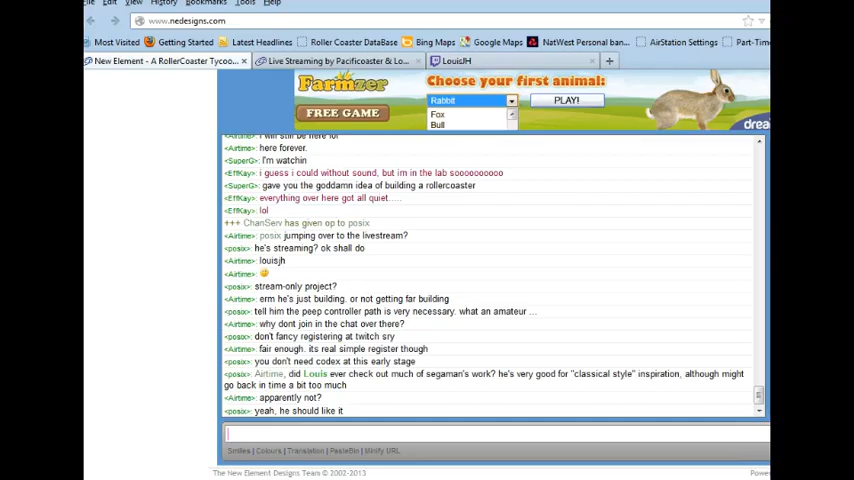 File Edit View History Bookmarks Tools Help
www.nedesigns.com
Most Visited Getting Started Latest Headlines Roller Coaster DataBase Bing Maps Google Maps NatWest Personal ban... AirStation Settings Part-Time
New Element - A RollerCoaster Tycoo... × Live Streaming by Pacificoaster & Lo... × LouisJH × +
Farmzer Choose your first animal:
Rabbit PLAY!
FREE GAME Fox
Bull drea
<Airtime>: i will still be here lol
<Airtime>: here forever.
<SuperG>: I'm watchin
<EffKay>: i guess i could without sound, but im in the lab soooooooooo
<SuperG>: gave you the goddamn idea of building a rollercoaster
<EffKay>: everything over here got all quiet.....
<EffKay>: lol
+++ ChanServ has given op to posix
<Airtime>: posix jumping over to the livestream?
<posix>: he's streaming? ok shall do
<Airtime>: louisjh
<Airtime>:
<posix>: stream-only project?
<Airtime>: erm he's just building. or not getting far building
<posix>: tell him the peep controller path is very necessary. what an amateur ...
<Airtime>: why dont join in the chat over there?
<posix>: don't fancy registering at twitch sry
<Airtime>: fair enough. its real simple register though
<posix>: you don't need codex at this early stage
<posix>: Airtime, did Louis ever check out much of segaman's work? he's very good for "classical style" inspiration, although might
go back in time a bit too much
<Airtime>: apparently not?
<posix>: yeah, he should like it
Smilies | Colours | Translation | PasteBin | Minify URL
The New Element Designs Team © 2002-2013 Powe